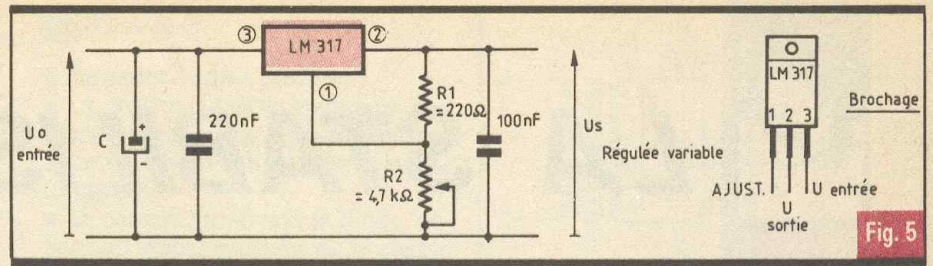 ③
LM 317
②
①
U o
entrée
C
+
-
220nF
R1
= 220Ω
R2
= 4,7 kΩ
100nF
Us
Régulée variable
LM 317
1 2 3
Brochage
AJUST.
U
sortie
U entrée
Fig. 5